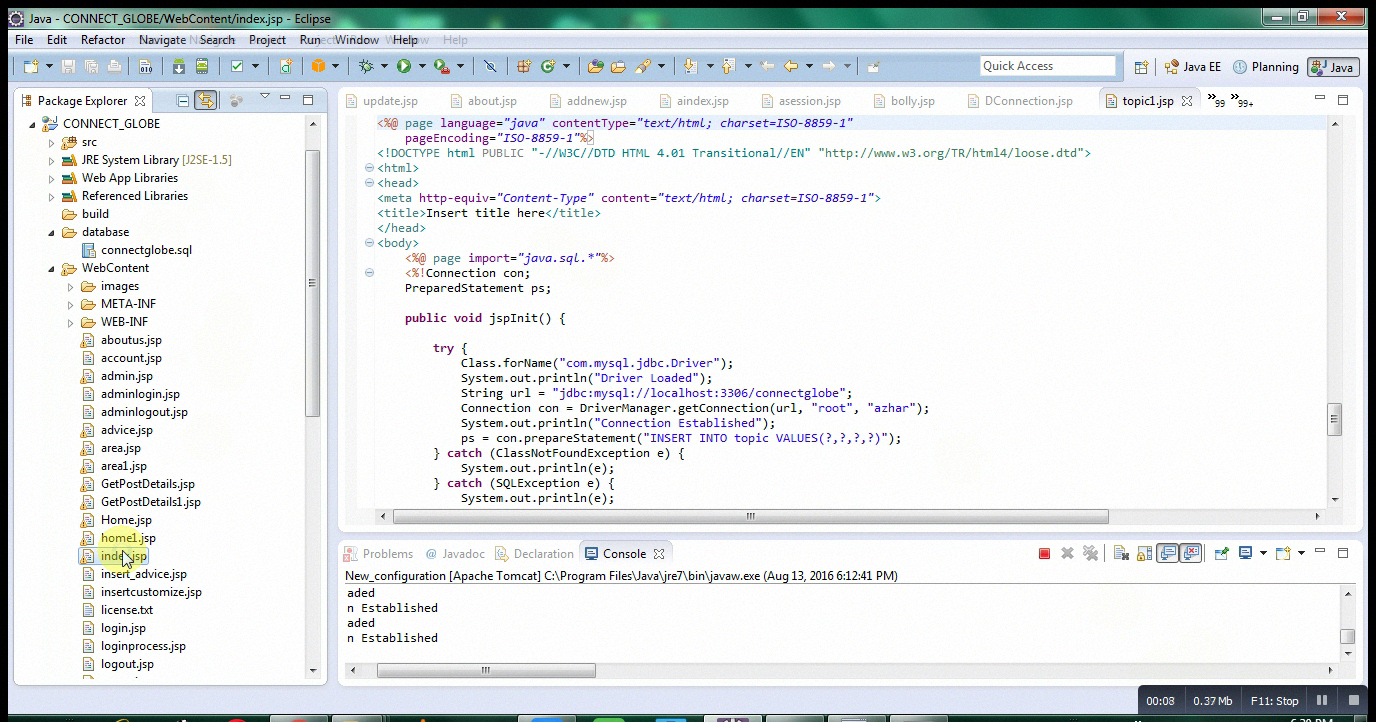 Java - CONNECT_GLOBE/WebContent/index.jsp - Eclipse
File Edit Refactor Navigate Search Project Run Window Help
Quick Access
Java EE
Planning
Java
Package Explorer
update.jsp
about.jsp
addnew.jsp
aindex.jsp
asession.jsp
bolly.jsp
DConnection.jsp
topic1.jsp
99
99+
CONNECT_GLOBE
src
JRE System Library [J2SE-1.5]
Web App Libraries
Referenced Libraries
build
database
connectglobe.sql
WebContent
images
META-INF
WEB-INF
aboutus.jsp
account.jsp
admin.jsp
adminlogin.jsp
adminlogout.jsp
advice.jsp
area.jsp
area1.jsp
GetPostDetails.jsp
GetPostDetails1.jsp
Home.jsp
home1.jsp
index.jsp
insert_advice.jsp
insertcustomize.jsp
license.txt
login.jsp
loginprocess.jsp
logout.jsp
<%@ page language="java" contentType="text/html; charset=ISO-8859-1"
pageEncoding="ISO-8859-1"%>
<!DOCTYPE html PUBLIC "-//W3C//DTD HTML 4.01 Transitional//EN" "http://www.w3.org/TR/html4/loose.dtd">
<html>
<head>
<meta http-equiv="Content-Type" content="text/html; charset=ISO-8859-1">
<title>Insert title here</title>
</head>
<body>
<%@ page import="java.sql.*"%>
<%!Connection con;
PreparedStatement ps;
public void jspInit() {
try {
Class.forName("com.mysql.jdbc.Driver");
System.out.println("Driver Loaded");
String url = "jdbc:mysql://localhost:3306/connectglobe";
Connection con = DriverManager.getConnection(url, "root", "azhar");
System.out.println("Connection Established");
ps = con.prepareStatement("INSERT INTO topic VALUES(?,?,?,?)");
} catch (ClassNotFoundException e) {
System.out.println(e);
} catch (SQLException e) {
System.out.println(e);
Problems
@ Javadoc
Declaration
Console
New_configuration [Apache Tomcat] C:\Program Files\Java\jre7\bin\javaw.exe (Aug 13, 2016 6:12:41 PM)
aded
n Established
aded
n Established
00:08
0.37 Mb
F11: Stop